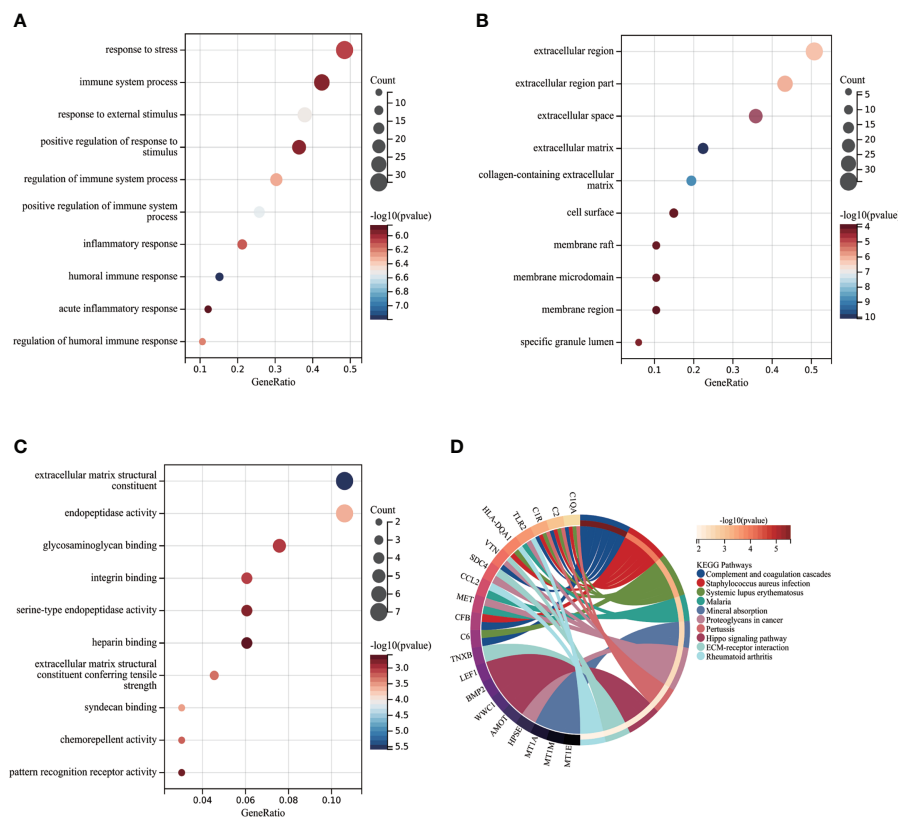 A
response to stress
immune system process
response to external stimulus
positive regulation of response to
stimulus
regulation of immune system process
positive regulation of immune system
process
inflammatory response
humoral immune response
acute inflammatory response
regulation of humoral immune response
0.1 0.2 0.3 0.4 0.5
GeneRatio
Count
10
15
20
25
30
-log10(pvalue)
6.0
6.2
6.4
6.6
6.8
7.0
B
extracellular region
extracellular region part
extracellular space
extracellular matrix
collagen-containing extracellular
matrix
cell surface
membrane raft
membrane microdomain
membrane region
specific granule lumen
0.1 0.2 0.3 0.4 0.5
GeneRatio
Count
5
10
15
20
25
30
-log10(pvalue
4
5
6
7
8
9
10
C
extracellular matrix structural
constituent
endopeptidase activity
glycosaminoglycan binding
integrin binding
serine-type endopeptidase activity
heparin binding
extracellular matrix structural
constituent conferring tensile
strength
syndecan binding
chemorepellent activity
pattern recognition receptor activity
0.04 0.06 0.08 0.10
GeneRatio
Count
2
3
4
5
6
7
-log10(pvalue)
3.0
3.5
4.0
4.5
5.0
5.5
D
C1QA
C2
C1R
TLR2
HLA-DQA1
VTN
SDC4
CCL2
MET
CFB
C6
TNXB
LEF1
BMP2
WWC1
AMOT
HPSE
MT1A
MT1M
MT1E
-log10(pvalue)
2 3 4 5
KEGG Pathways
Complement and coagulation cascades
Staphylococcus aureus infection
Systemic lupus erythematosus
Malaria
Mineral absorption
Proteoglycans in cancer
Pertussis
Hippo signaling pathway
ECM-receptor interaction
Rheumatoid arthritis